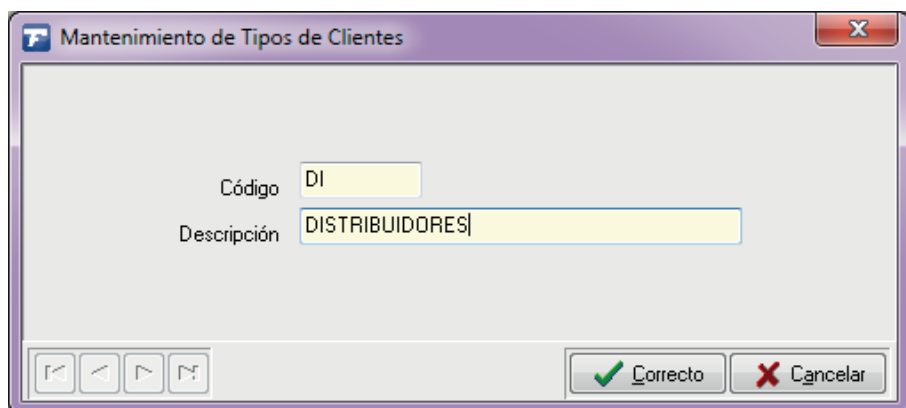 Mantenimiento de Tipos de Clientes
Código DI
Descripción DISTRIBUIDORES
Correcto Cancelar